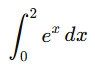 ∫₀² eˣ dx